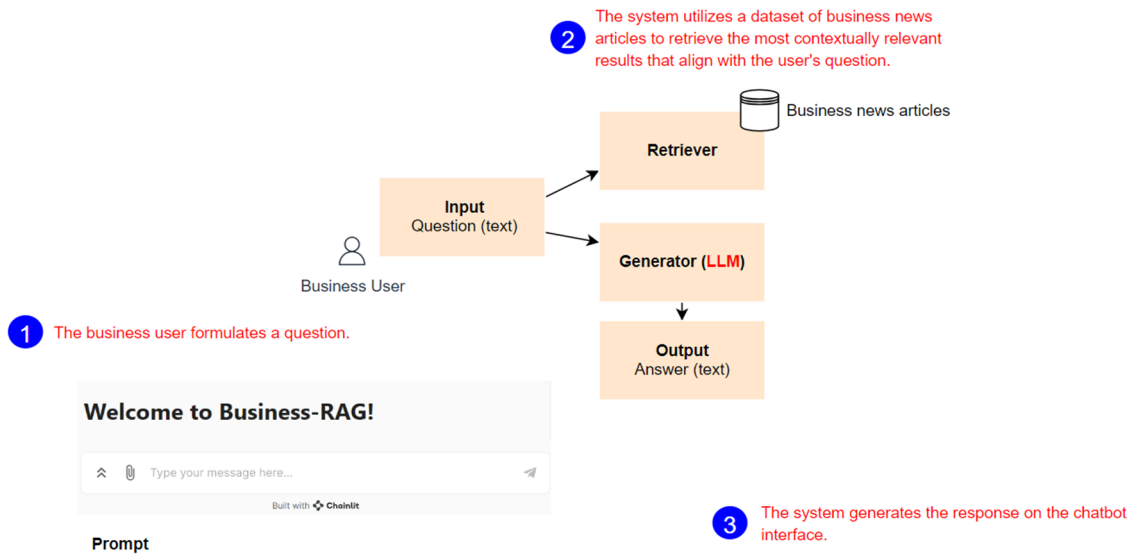 2
The system utilizes a dataset of business news
articles to retrieve the most contextually relevant
results that align with the user's question.
Business news articles
Retriever
Input
Question (text)
Generator (LLM)
Business User
1
The business user formulates a question.
Output
Answer (text)
Welcome to Business-RAG!
Type your message here...
Built with Chainlit
3
The system generates the response on the chatbot
interface.
Prompt